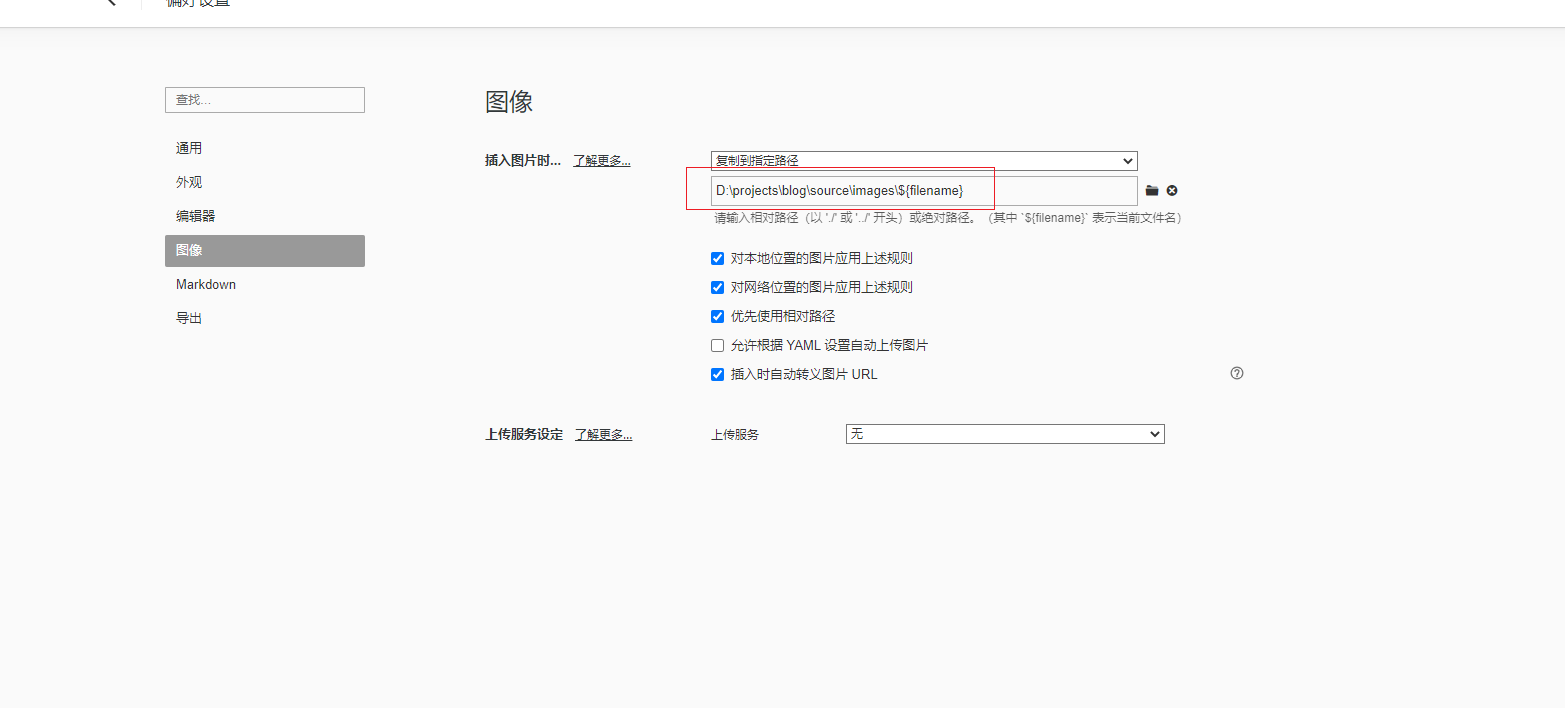 偏好设置
查找...
通用
外观
编辑器
图像
Markdown
导出
图像
插入图片时... 了解更多... 复制到指定路径
D:\projects\blog\source\images\${filename}
请输入相对路径（以 './' 或 '../' 开头）或绝对路径。（其中 `${filename}` 表示当前文件名）
对本地位置的图片应用上述规则
对网络位置的图片应用上述规则
优先使用相对路径
允许根据 YAML 设置自动上传图片
插入时自动转义图片 URL
上传服务设定 了解更多... 上传服务 无